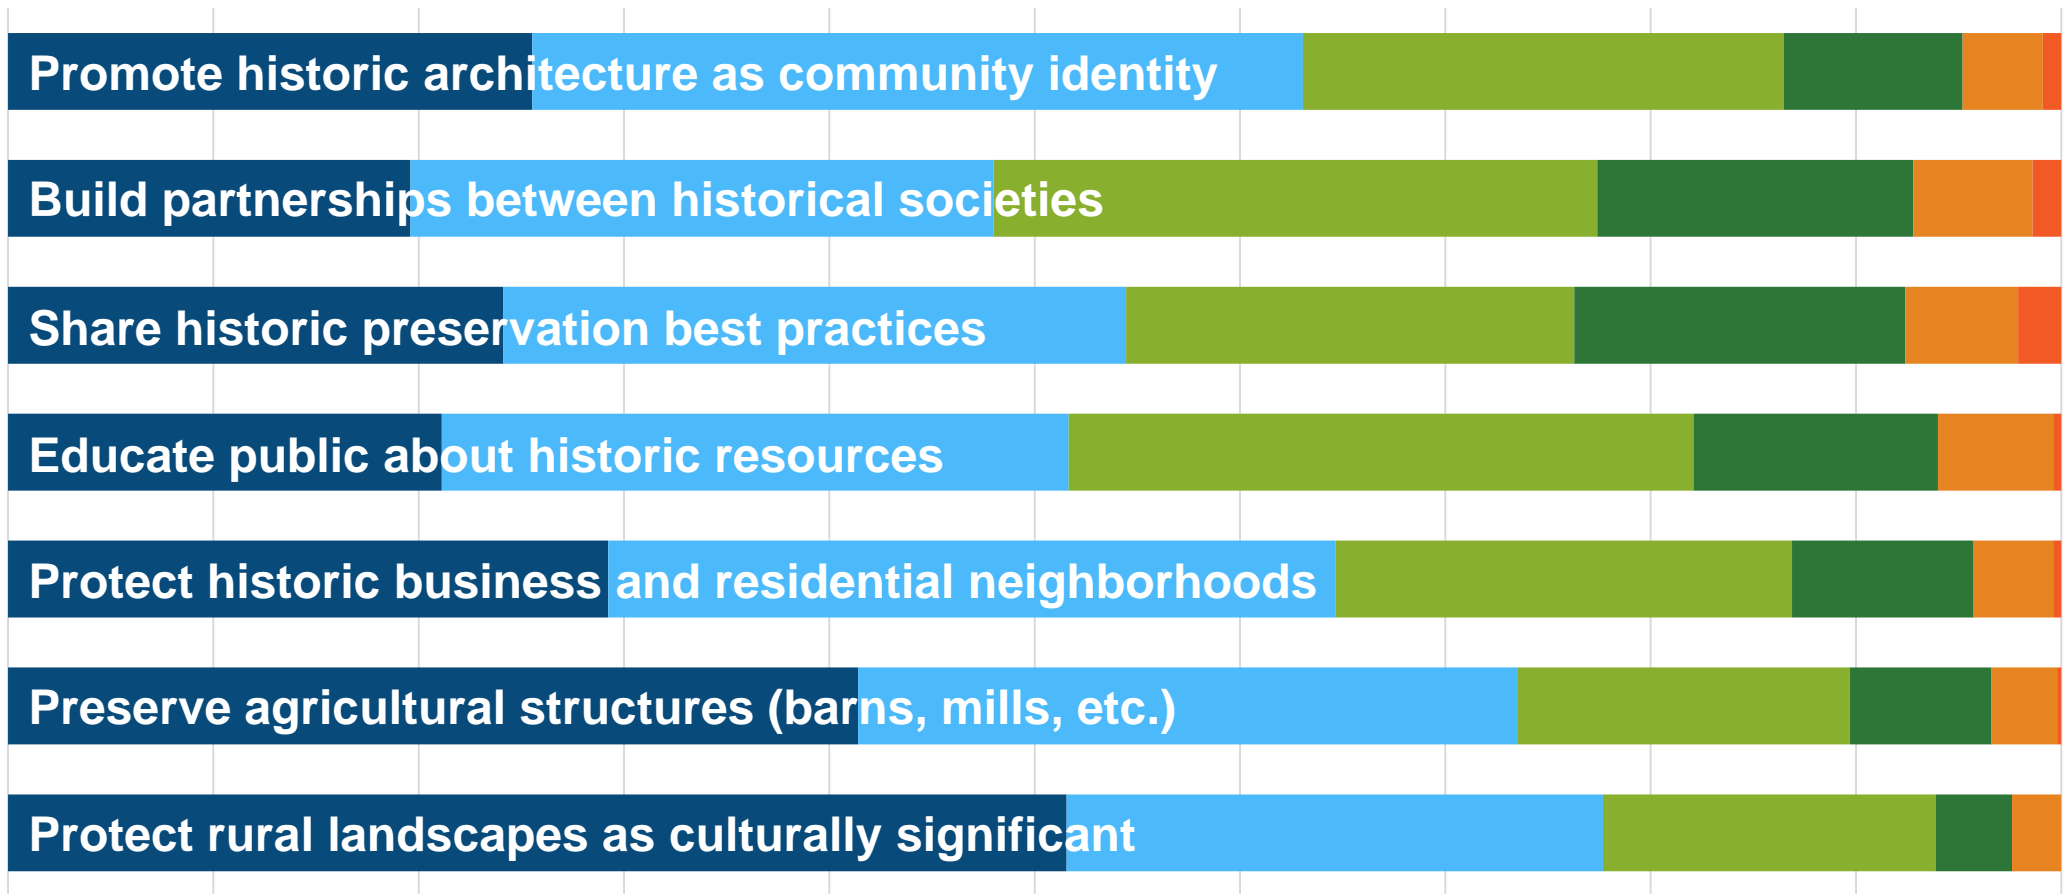 Promote historic architecture as community identity
Build partnerships between historical societies
Share historic preservation best practices
Educate public about historic resources
Protect historic business and residential neighborhoods
Preserve agricultural structures (barns, mills, etc.)
Protect rural landscapes as culturally significant